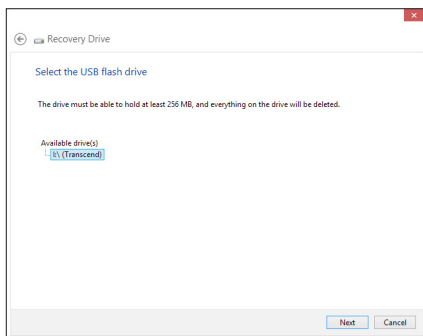 Recovery Drive
Select the USB flash drive
The drive must be able to hold at least 256 MB, and everything on the drive will be deleted.
Available drive(s)
I:\ (Transcend)
Next Cancel